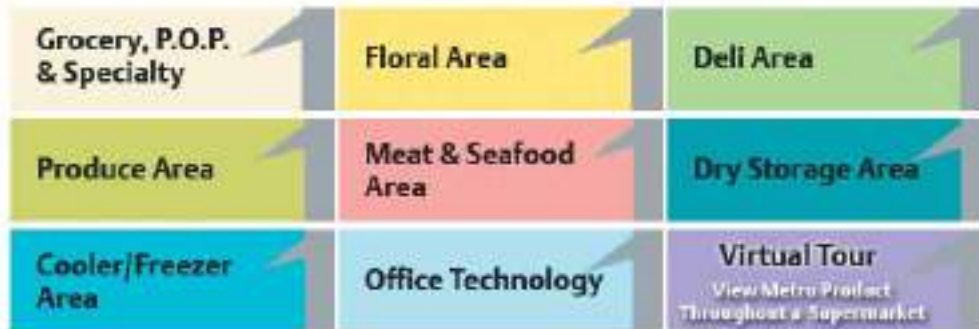 Grocery, P.O.P.
& Specialty
Floral Area
Deli Area
Produce Area
Meat & Seafood
Area
Dry Storage Area
Cooler/Freezer
Area
Office Technology
Virtual Tour
View Metro Product
Throughout a Supermarket